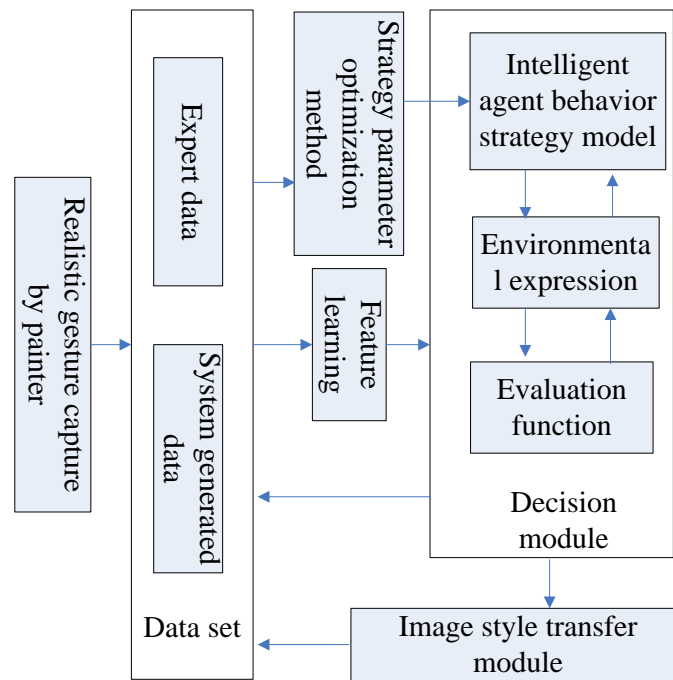 Realistic gesture capture
by painter
Expert data
System generated
data
Data set
Strategy parameter
optimization
method
Feature
learning
Intelligent
agent behavior
strategy model
Environmenta
l expression
Evaluation
function
Decision
module
Image style transfer
module